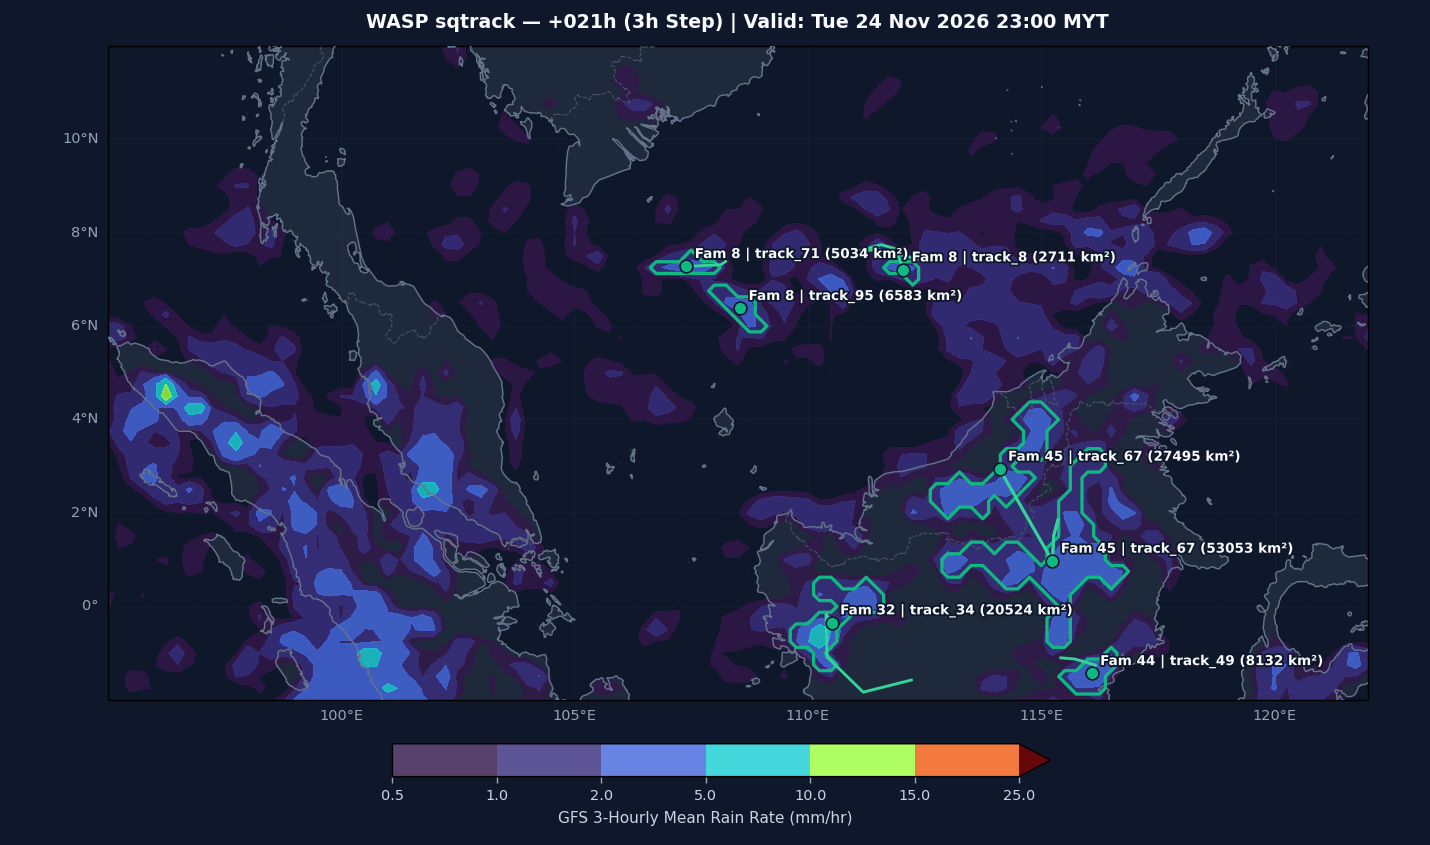 WASP sqtrack — +021h (3h Step) | Valid: Tue 24 Nov 2026 23:00 MYT
10°N
8°N
6°N
4°N
2°N
0°
Fam 8 | track_71 (5034 km²)
Fam 8 | track_8 (2711 km²)
Fam 8 | track_95 (6583 km²)
Fam 45 | track_67 (27495 km²)
Fam 45 | track_67 (53053 km²)
Fam 32 | track_34 (20524 km²)
Fam 44 | track_49 (8132 km²)
100°E 105°E 110°E 115°E 120°E
0.5 1.0 2.0 5.0 10.0 15.0 25.0
GFS 3-Hourly Mean Rain Rate (mm/hr)